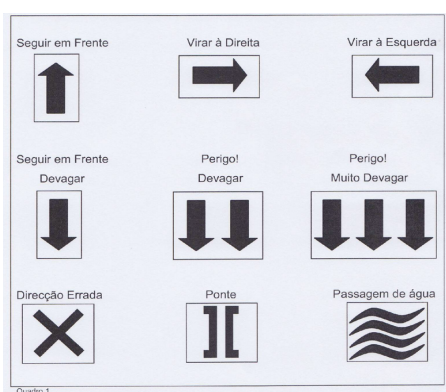 Seguir em Frente
Virar à Direita
Virar à Esquerda
Seguir em Frente
Devagar
Perigo!
Devagar
Perigo!
Muito Devagar
Direcção Errada
Ponte
Passagem de água
Quadro 1